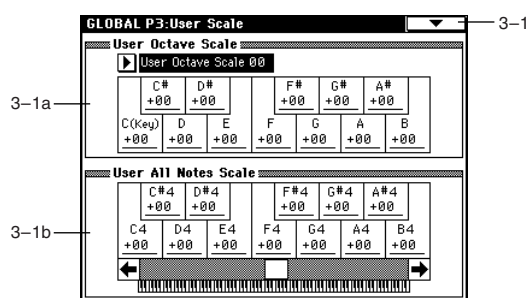 GLOBAL P3:User Scale
3–1
User Octave Scale
User Octave Scale 00
3–1a
C# D# F# G# A#
+00 +00 +00 +00 +00
C(Key) D E F G A B
+00 +00 +00 +00 +00 +00 +00
User All Notes Scale
3–1b
C#4 D#4 F#4 G#4 A#4
+00 +00 +00 +00 +00
C4 D4 E4 F4 G4 A4 B4
+00 +00 +00 +00 +00 +00 +00